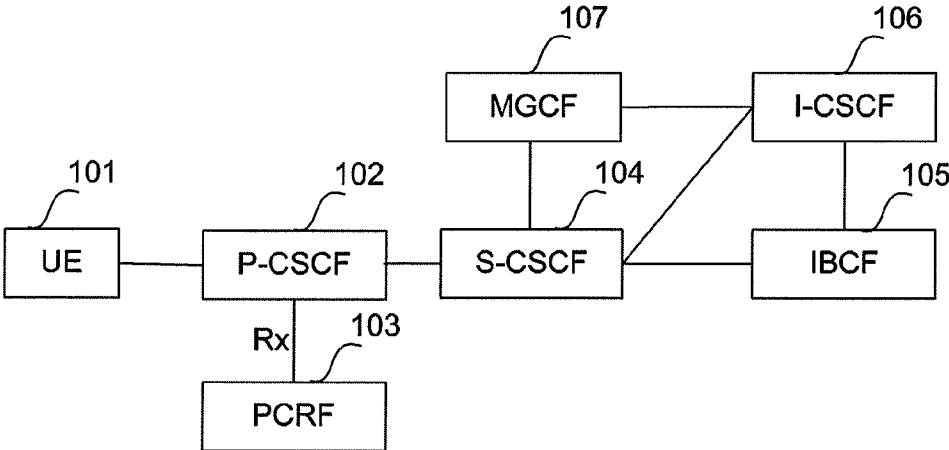 107
106
MGCF
I-CSCF
101
102
104
105
UE
P-CSCF
S-CSCF
IBCF
Rx
103
PCRF